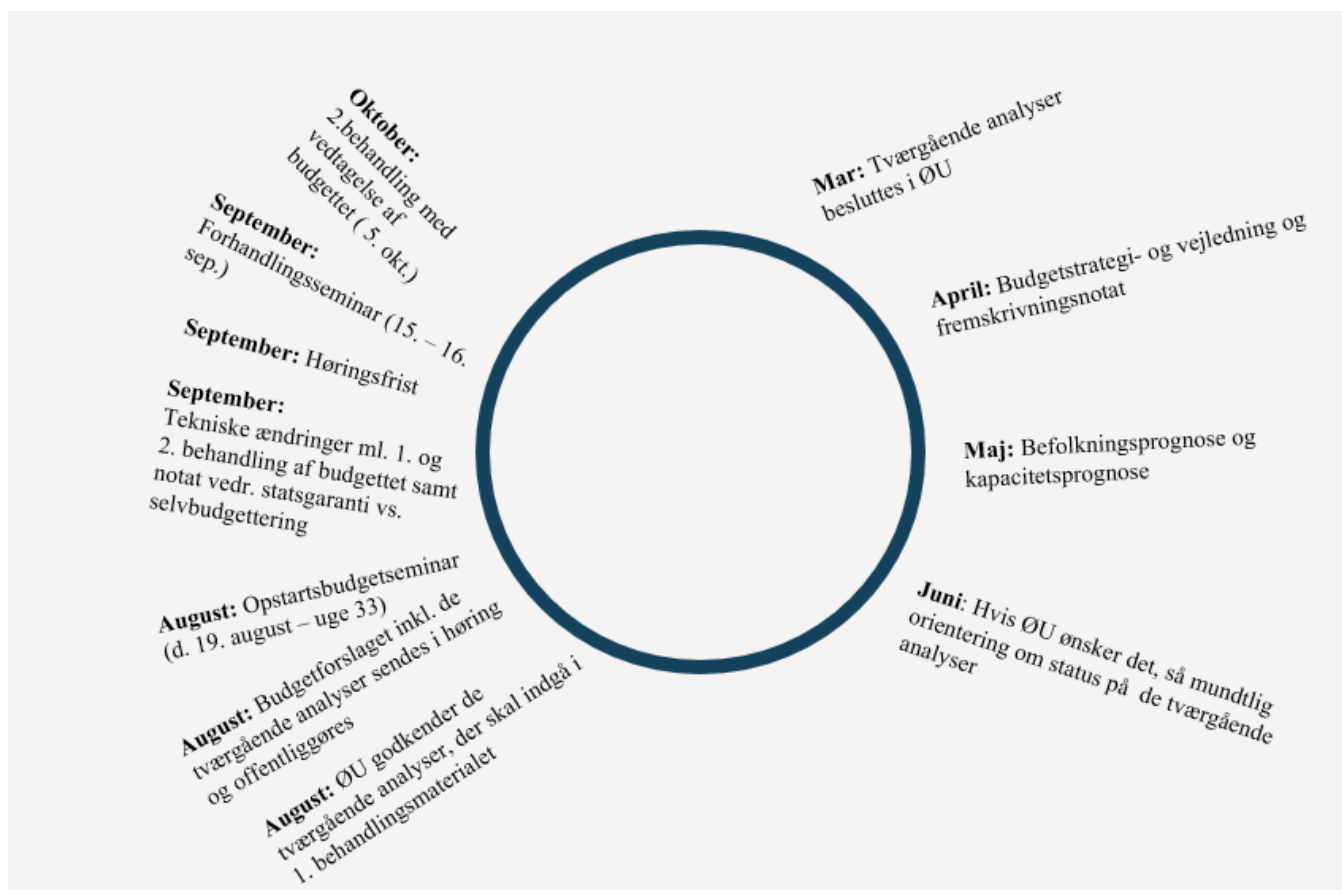 Mar: Tværgående analyser
besluttes i ØU
April: Budgetstrategi- og vejledning og
fremskrivningsnotat
Maj: Befolkningsprognose og
kapacitetsprognose
Juni: Hvis ØU ønsker det, så mundtlig
orientering om status på  de tværgående
analyser
August: ØU godkender de
tværgående analyser, der skal indgå i
1. behandlingsmaterialet
August: Budgetforslaget inkl. de
tværgående analyser sendes i høring
og offentliggøres
August: Opstartsbudgetseminar
(d. 19. august – uge 33)
September:
Tekniske ændringer ml. 1. og
2. behandling af budgettet samt
notat vedr. statsgaranti vs.
selvbudgettering
September: Høringsfrist
September:
Forhandlingsseminar (15. – 16.
sep.)
Oktober:
2.behandling med
vedtagelse af
budgettet ( 5. okt.)